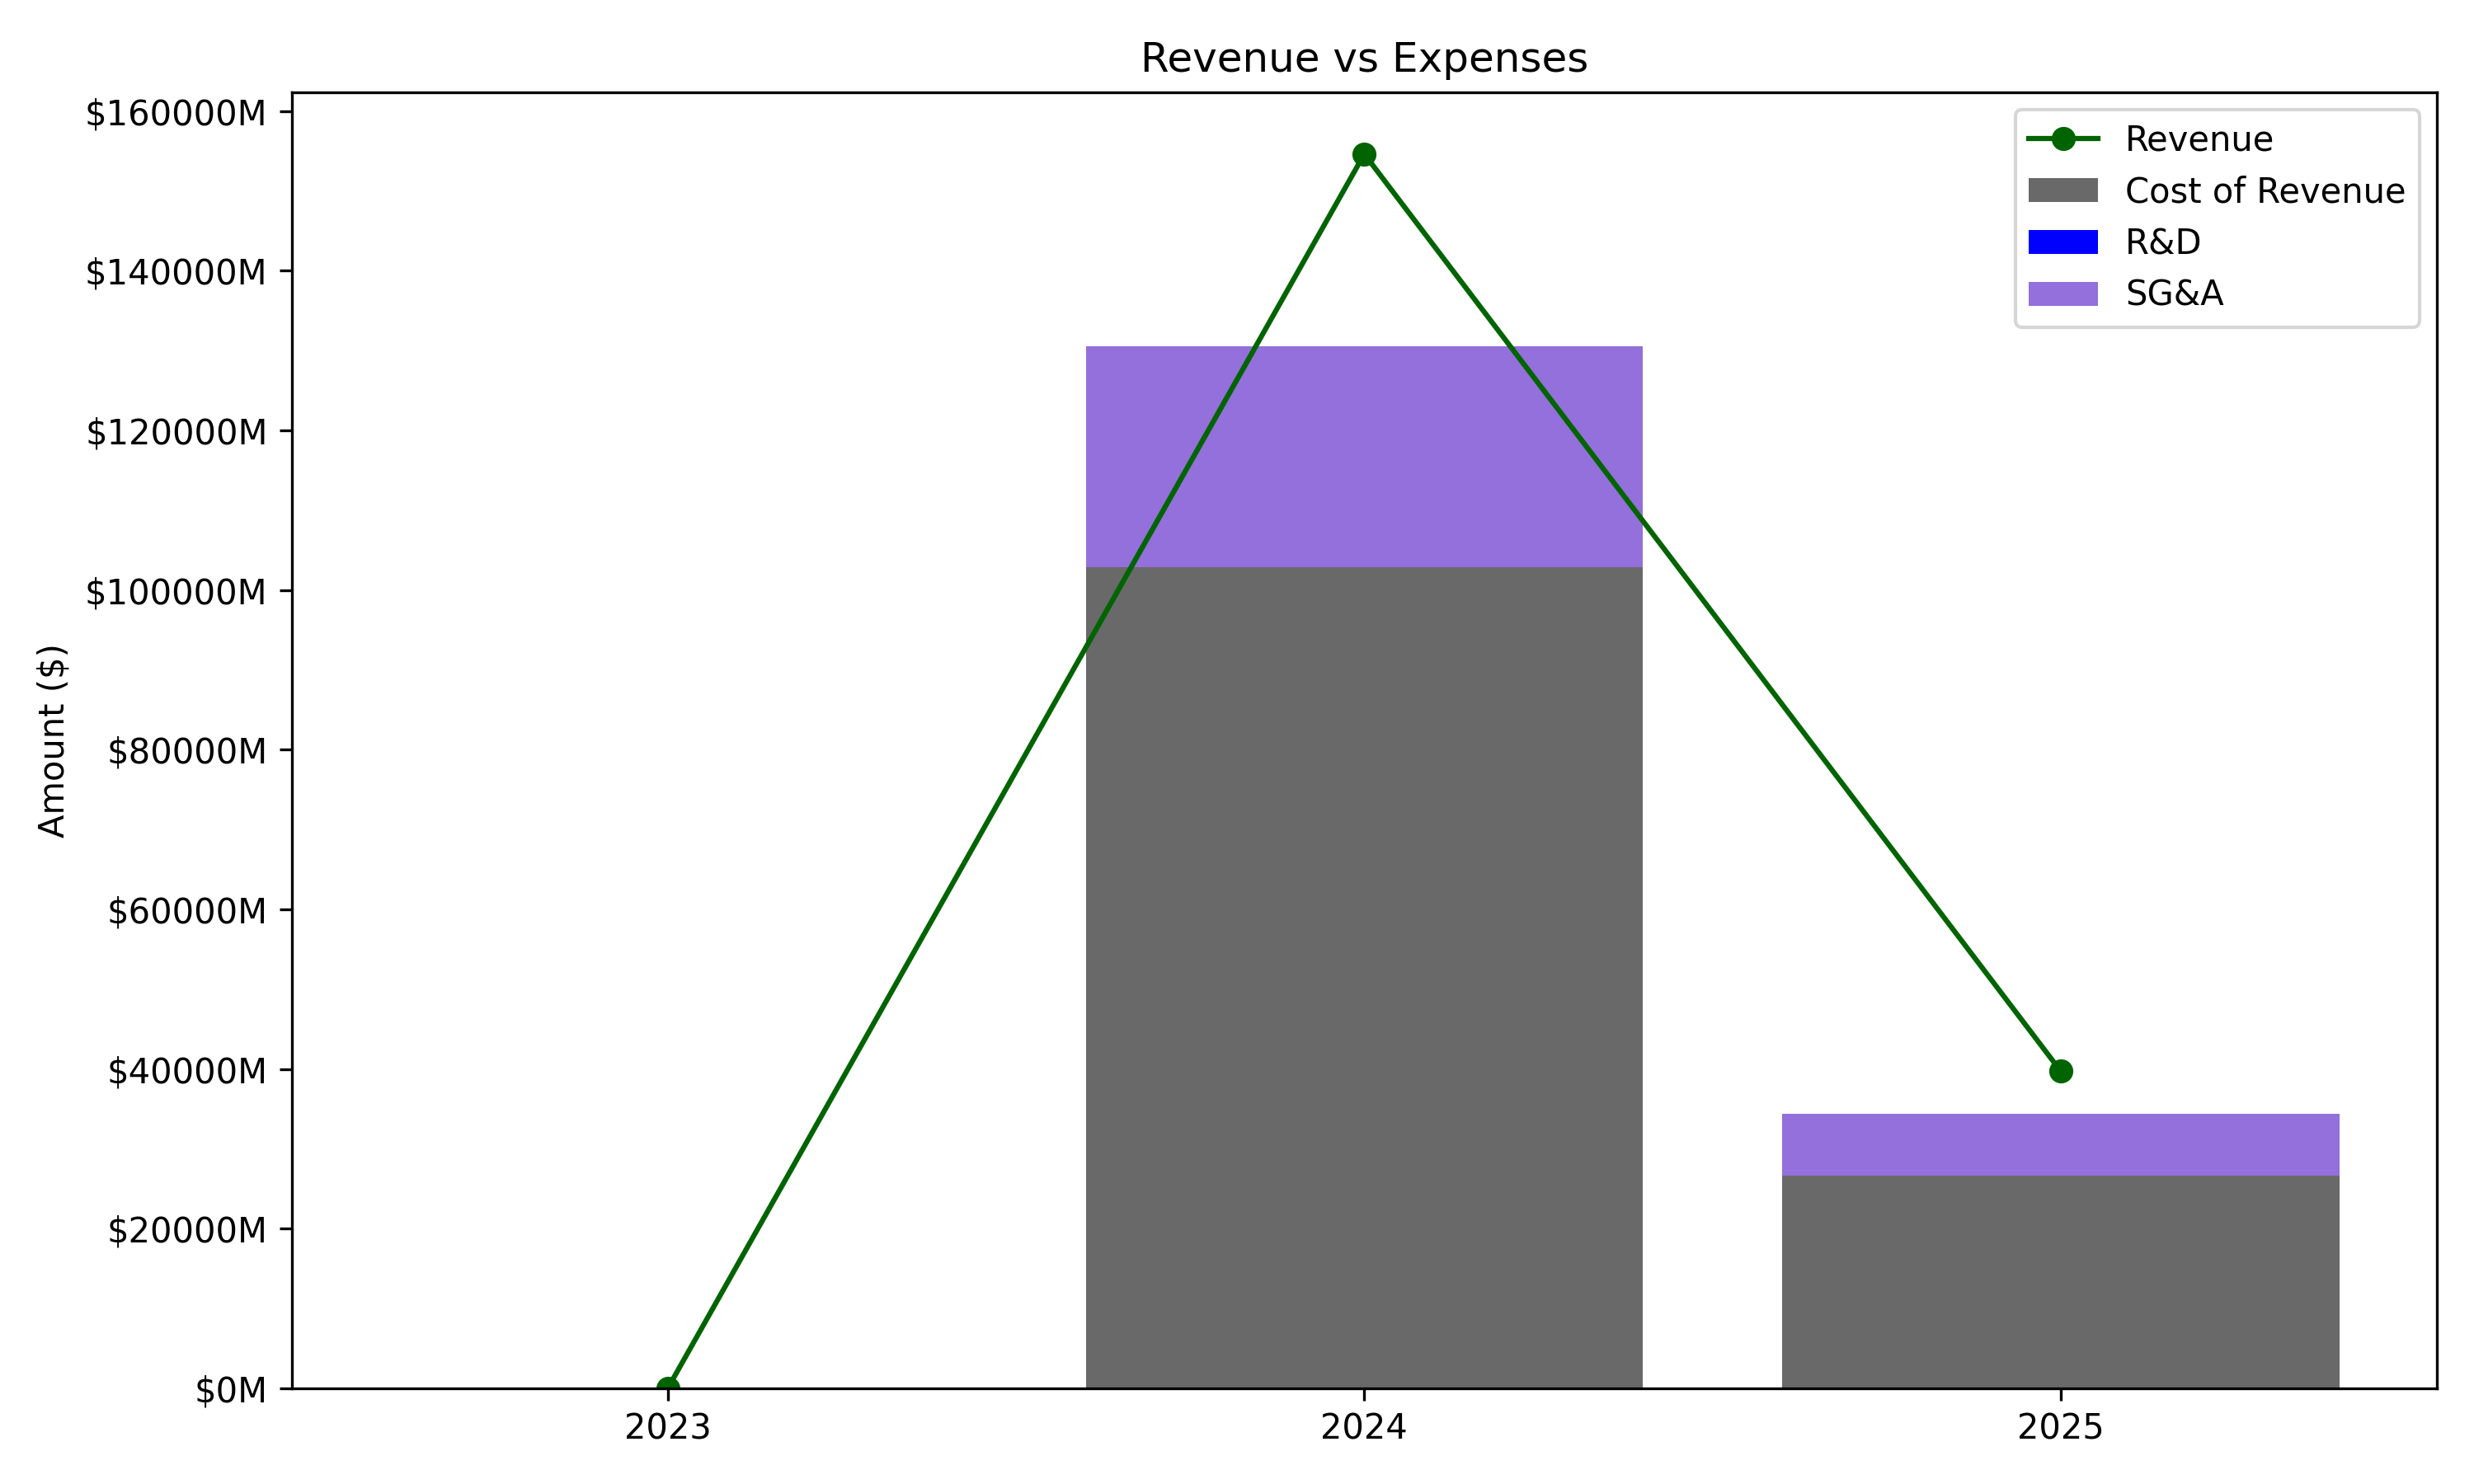 Revenue vs Expenses
$160000M
$140000M
$120000M
$100000M
$80000M
$60000M
$40000M
$20000M
$0M
Amount ($)
2023
2024
2025
Revenue
Cost of Revenue
R&D
SG&A